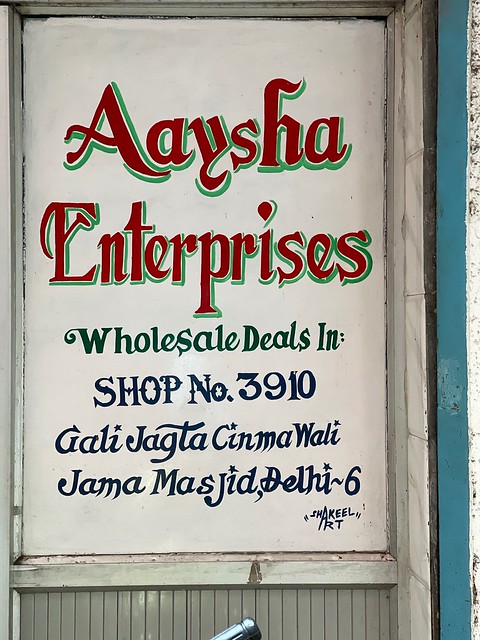 Aaysha
Enterprises
Wholesale Deals In:
SHOP No. 3910
Gali Jagta Cinma Wali
Jama Masjid, Delhi~6
"SHAKEEL"
ART